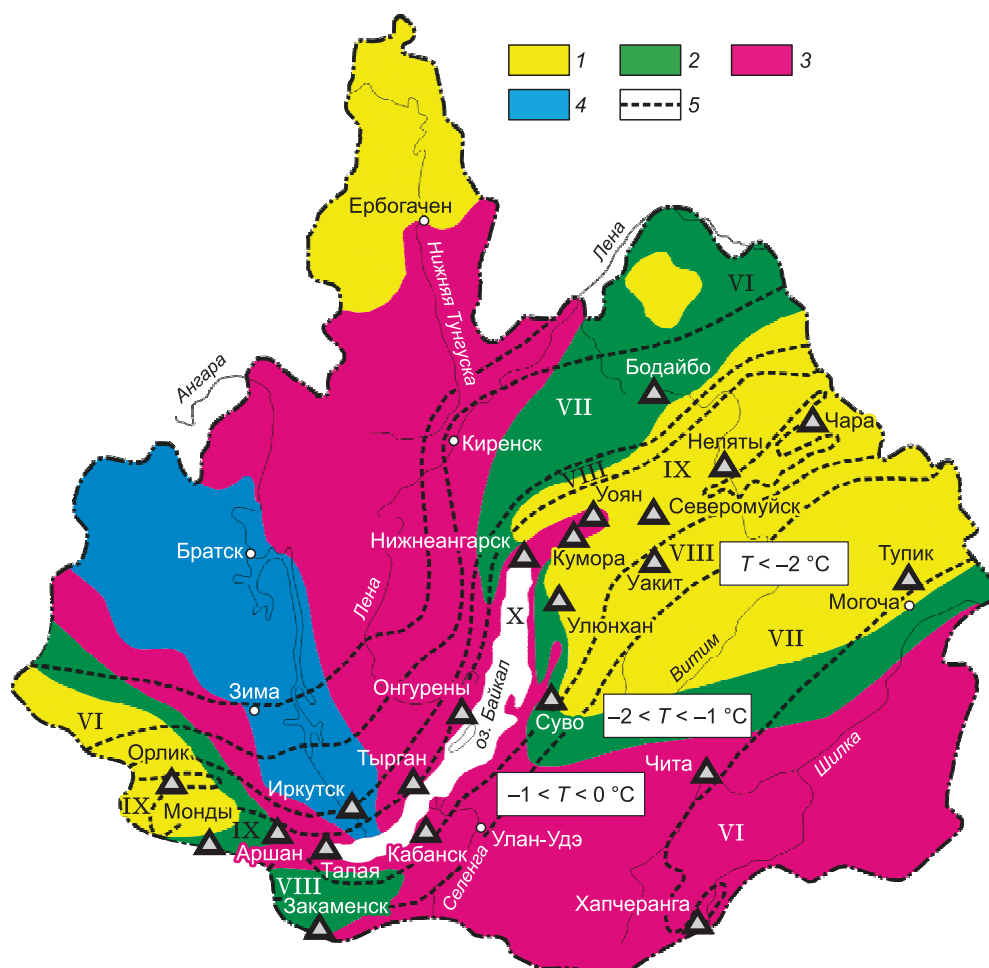 1
2
3
4
5
Ербогачен
Лена
Нижняя Тунгуска
VI
Ангара
Бодайбо
VII
Чара
Киренск
Неляты
VIII
IX
Уоян
Северомуйск
Братск
Нижнеангарск
Кумора
VIII
T < –2 °C
Тупик
Уакит
Могоча
Лена
X
Улюнхан
VII
Витим
Зима
Онгурены
оз. Байкал
Суво
–2 < T < –1 °C
VI
Орлик
Тырган
Чита
Шилка
Иркутск
–1 < T < 0 °C
IX
Монды
IX
Аршан
Кабанск
Улан-Удэ
VI
Талая
Селенга
VIII
Закаменск
Хапчеранга